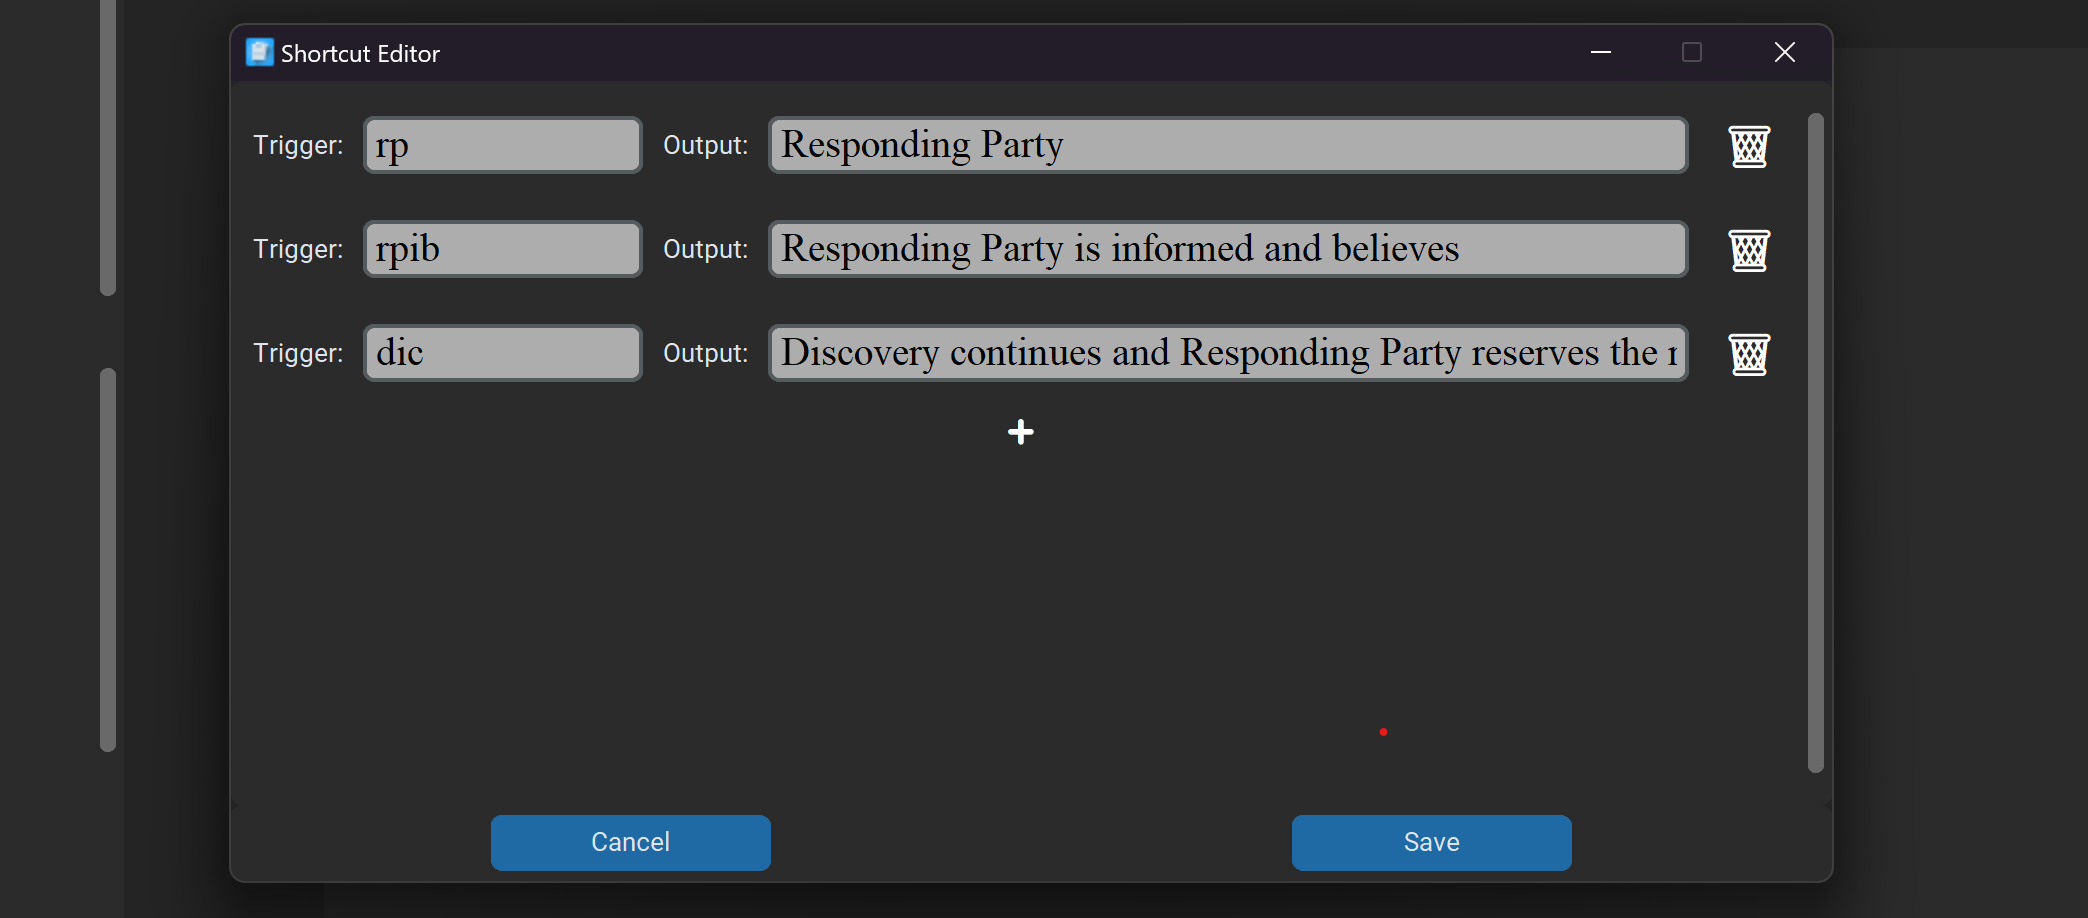 Shortcut Editor
Trigger: rp Output: Responding Party
Trigger: rpib Output: Responding Party is informed and believes
Trigger: dic Output: Discovery continues and Responding Party reserves the
Cancel Save